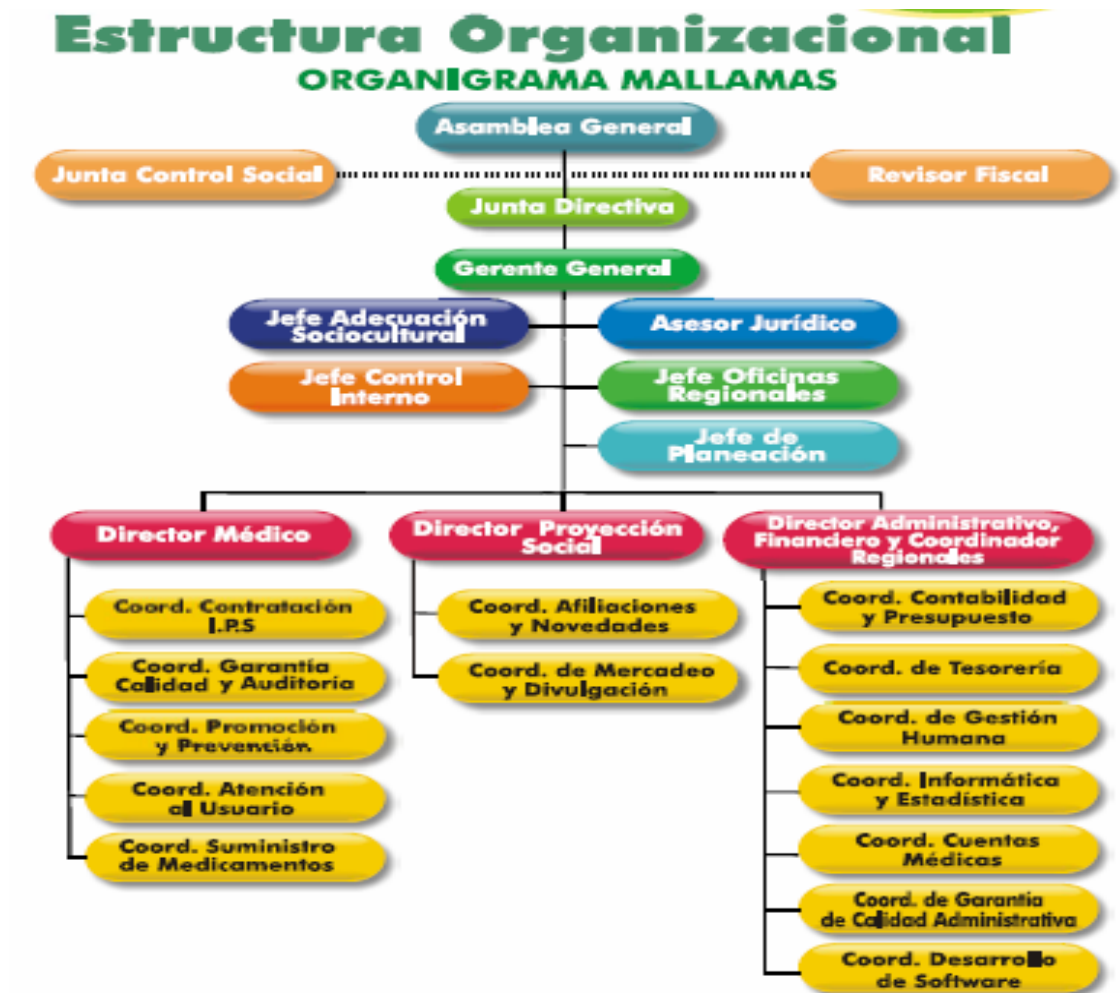 Estructura Organizacional
ORGANIGRAMA MALLAMAS
Asamblea General
Junta Control Social
Revisor Fiscal
Junta Directiva
Gerente General
Jefe Adecuación
Sociocultural
Asesor Jurídico
Jefe Control
Interno
Jefe Oficinas
Regionales
Jefe de
Planeación
Director Médico
Coord. Contratación
I.P.S
Coord. Garantía
Calidad y Auditoría
Coord. Promoción
y Prevención
Coord. Atención
al Usuario
Coord. Suministro
de Medicamentos
Director Proyección
Social
Coord. Afiliaciones
y Novedades
Coord. de Mercadeo
y Divulgación
Director Administrativo,
Financiero y Coordinador
Regionales
Coord. Contabilidad
y Presupuesto
Coord. de Tesorería
Coord. de Gestión
Humana
Coord. Informática
y Estadística
Coord. Cuentas
Médicas
Coord. de Garantía
de Calidad Administrativa
Coord. Desarrollo
de Software